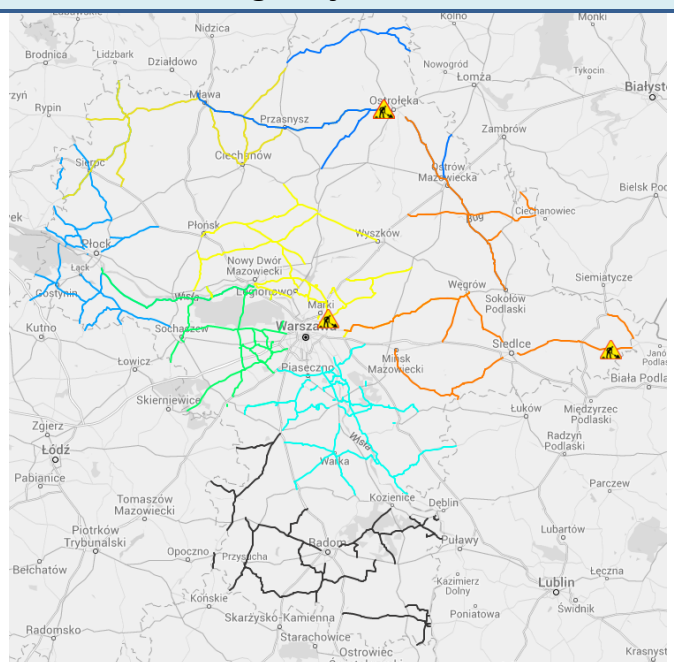 Nidzica
Kolno
Mońki
Brodnica
Lidzbark
Działdowo
Nowogród
Łomża
Tykocin
Białyst
Rypin
Mława
Ostrołęka
Przasnysz
Zambrów
Sierpc
Ciechanów
Ostrów
Mazowiecka
Bielsk Pod
Bug
Ciechanowiec
Płock
Płońsk
Wyszków
Łąck
Nowy Dwór
Mazowiecki
Węgrów
Siemiatycze
Gostynin
Wisła
Łomonosowo
Marki
Sokołów
Podlaski
Kutno
Sochaczew
Warszawa
Siedlce
Łowicz
Piaseczno
Mińsk
Mazowiecki
Biała Podla
Skierniewice
Łuków
Międzyrzec
Podlaski
Zgierz
Łódź
Wisła
Radzyń
Podlaski
Warka
Pabianice
Kozienice
Dęblin
Parczew
Tomaszów
Mazowiecki
Piotrków
Trybunalski
Opoczno
Przysucha
Radom
Puławy
Lubartów
Bełchatów
Końskie
Kazimierz
Dolny
Lublin
Łęczna
Świdnik
Poniatowa
Skarżysko-Kamienna
Starachowice
Radomsko
Ostrowiec
Krasnyst